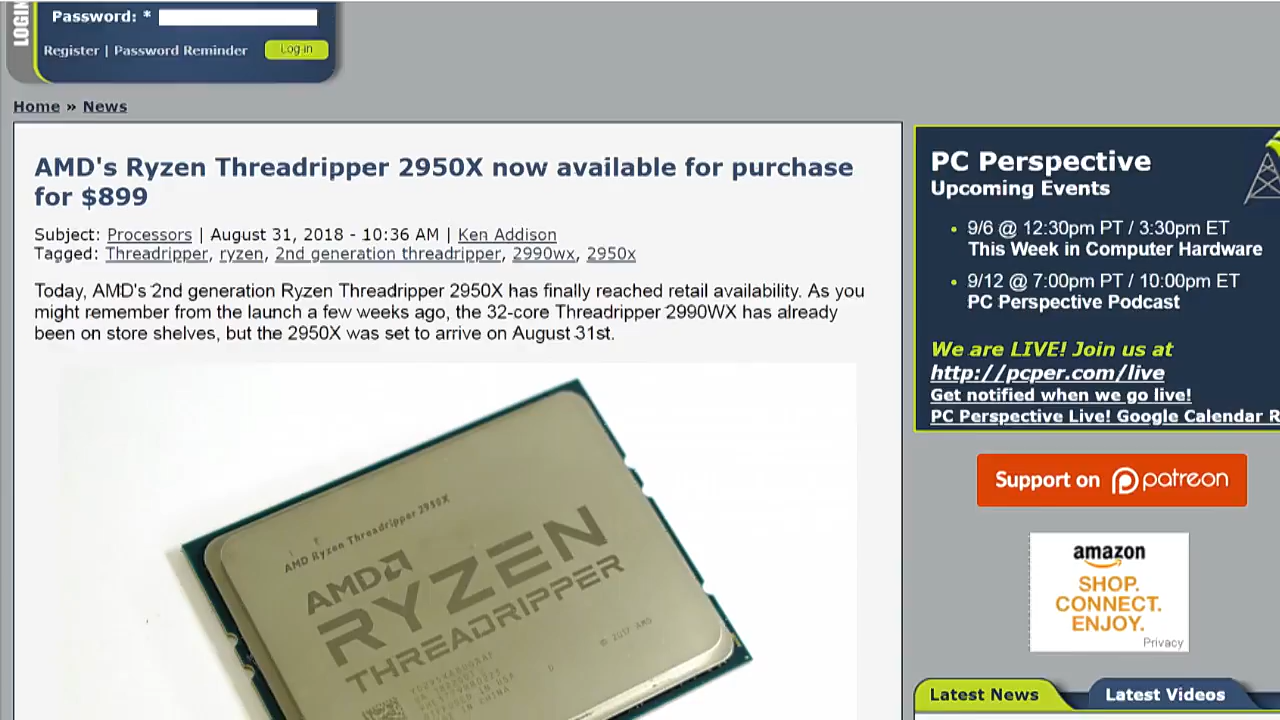 LOGIN
Password: *
Register | Password Reminder
Log in
Home » News
AMD's Ryzen Threadripper 2950X now available for purchase
for $899
Subject: Processors | August 31, 2018 - 10:36 AM | Ken Addison
Tagged: Threadripper, ryzen, 2nd generation threadripper, 2990wx, 2950x
Today, AMD's 2nd generation Ryzen Threadripper 2950X has finally reached retail availability. As you
might remember from the launch a few weeks ago, the 32-core Threadripper 2990WX has already
been on store shelves, but the 2950X was set to arrive on August 31st.
AMD Ryzen Threadripper 2950X
AMD
RYZEN
THREADRIPPER
© 2017 AMD
PC Perspective
Upcoming Events
9/6 @ 12:30pm PT / 3:30pm ET
This Week in Computer Hardware
9/12 @ 7:00pm PT / 10:00pm ET
PC Perspective Podcast
We are LIVE! Join us at
http://pcper.com/live
Get notified when we go live!
PC Perspective Live! Google Calendar R
Support on patreon
amazon
SHOP.
CONNECT.
ENJOY.
Privacy
Latest News
Latest Videos